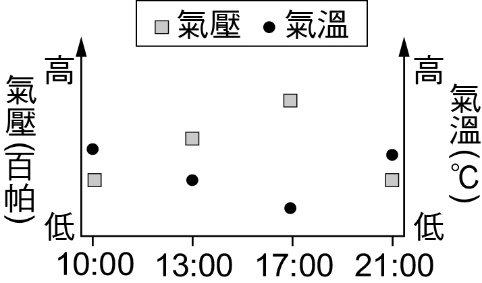 氣壓 氣溫
高 高
氣壓(百帕)
氣溫(℃)
低 低
10:00 13:00 17:00 21:00